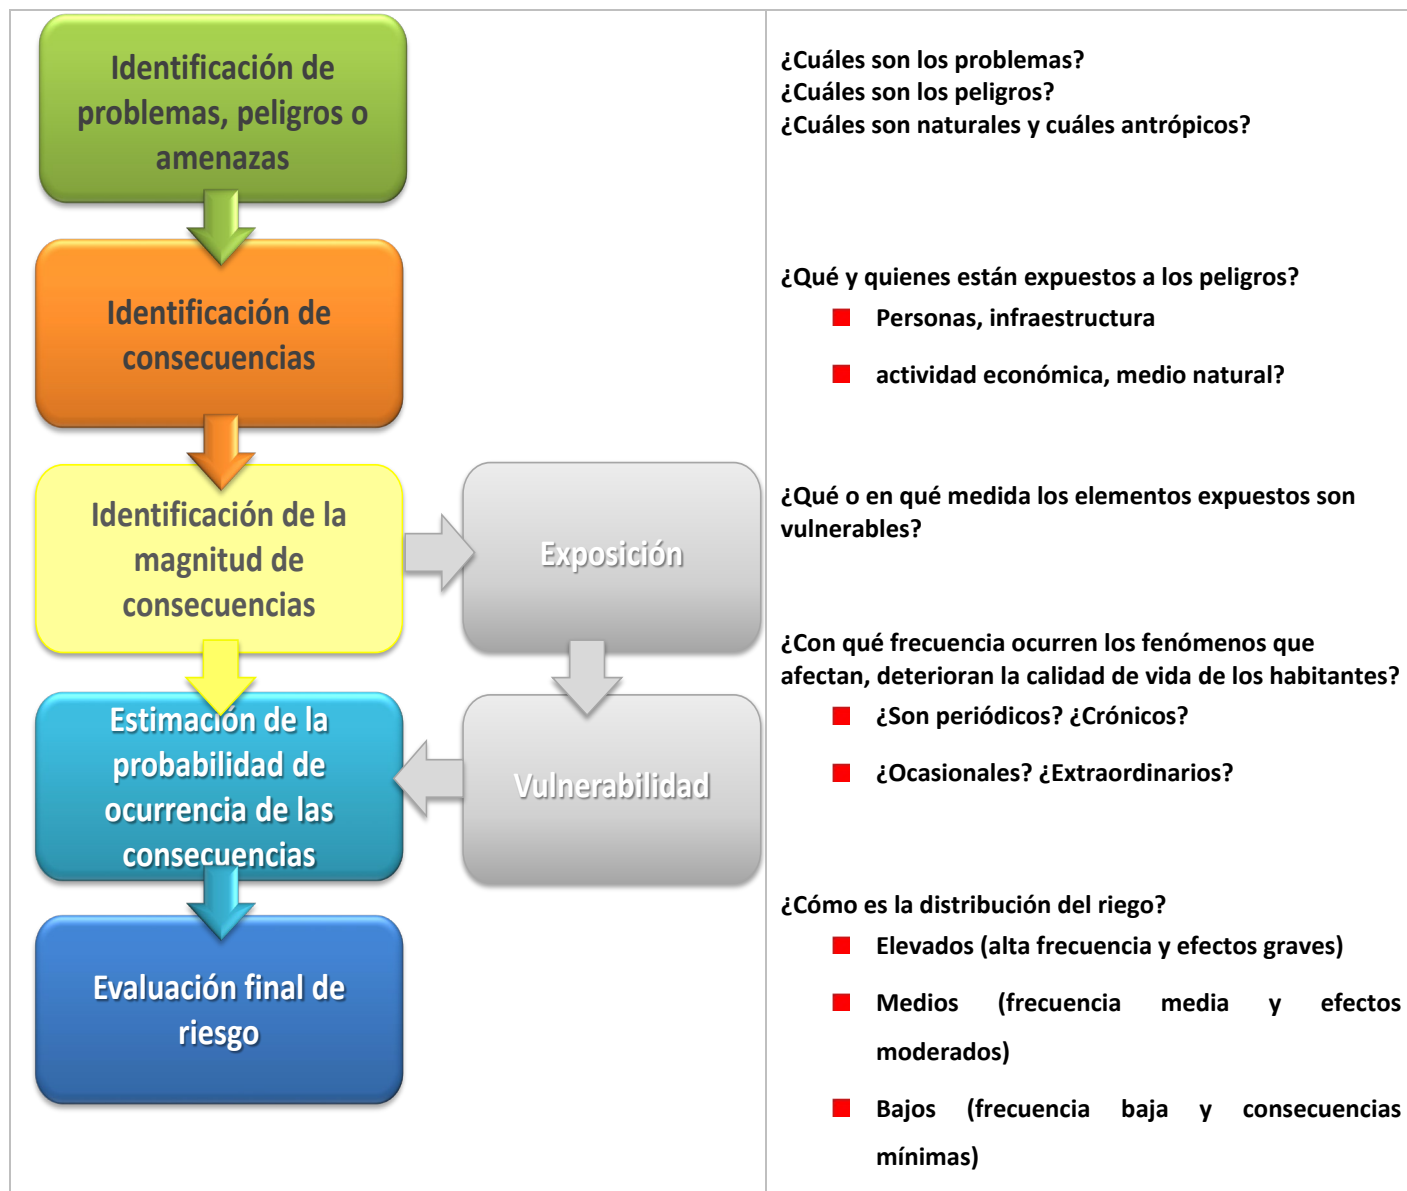 Identificación de
problemas, peligros o
amenazas
¿Cuáles son los problemas?
¿Cuáles son los peligros?
¿Cuáles son naturales y cuáles antrópicos?
Identificación de
consecuencias
¿Qué y quienes están expuestos a los peligros?
Personas, infraestructura
actividad económica, medio natural?
Identificación de la
magnitud de
consecuencias
Exposición
¿Qué o en qué medida los elementos expuestos son
vulnerables?
Estimación de la
probabilidad de
ocurrencia de las
consecuencias
Vulnerabilidad
¿Con qué frecuencia ocurren los fenómenos que
afectan, deterioran la calidad de vida de los habitantes?
¿Son periódicos? ¿Crónicos?
¿Ocasionales? ¿Extraordinarios?
Evaluación final de
riesgo
¿Cómo es la distribución del riego?
Elevados (alta frecuencia y efectos graves)
Medios (frecuencia media y efectos
moderados)
Bajos (frecuencia baja y consecuencias
mínimas)